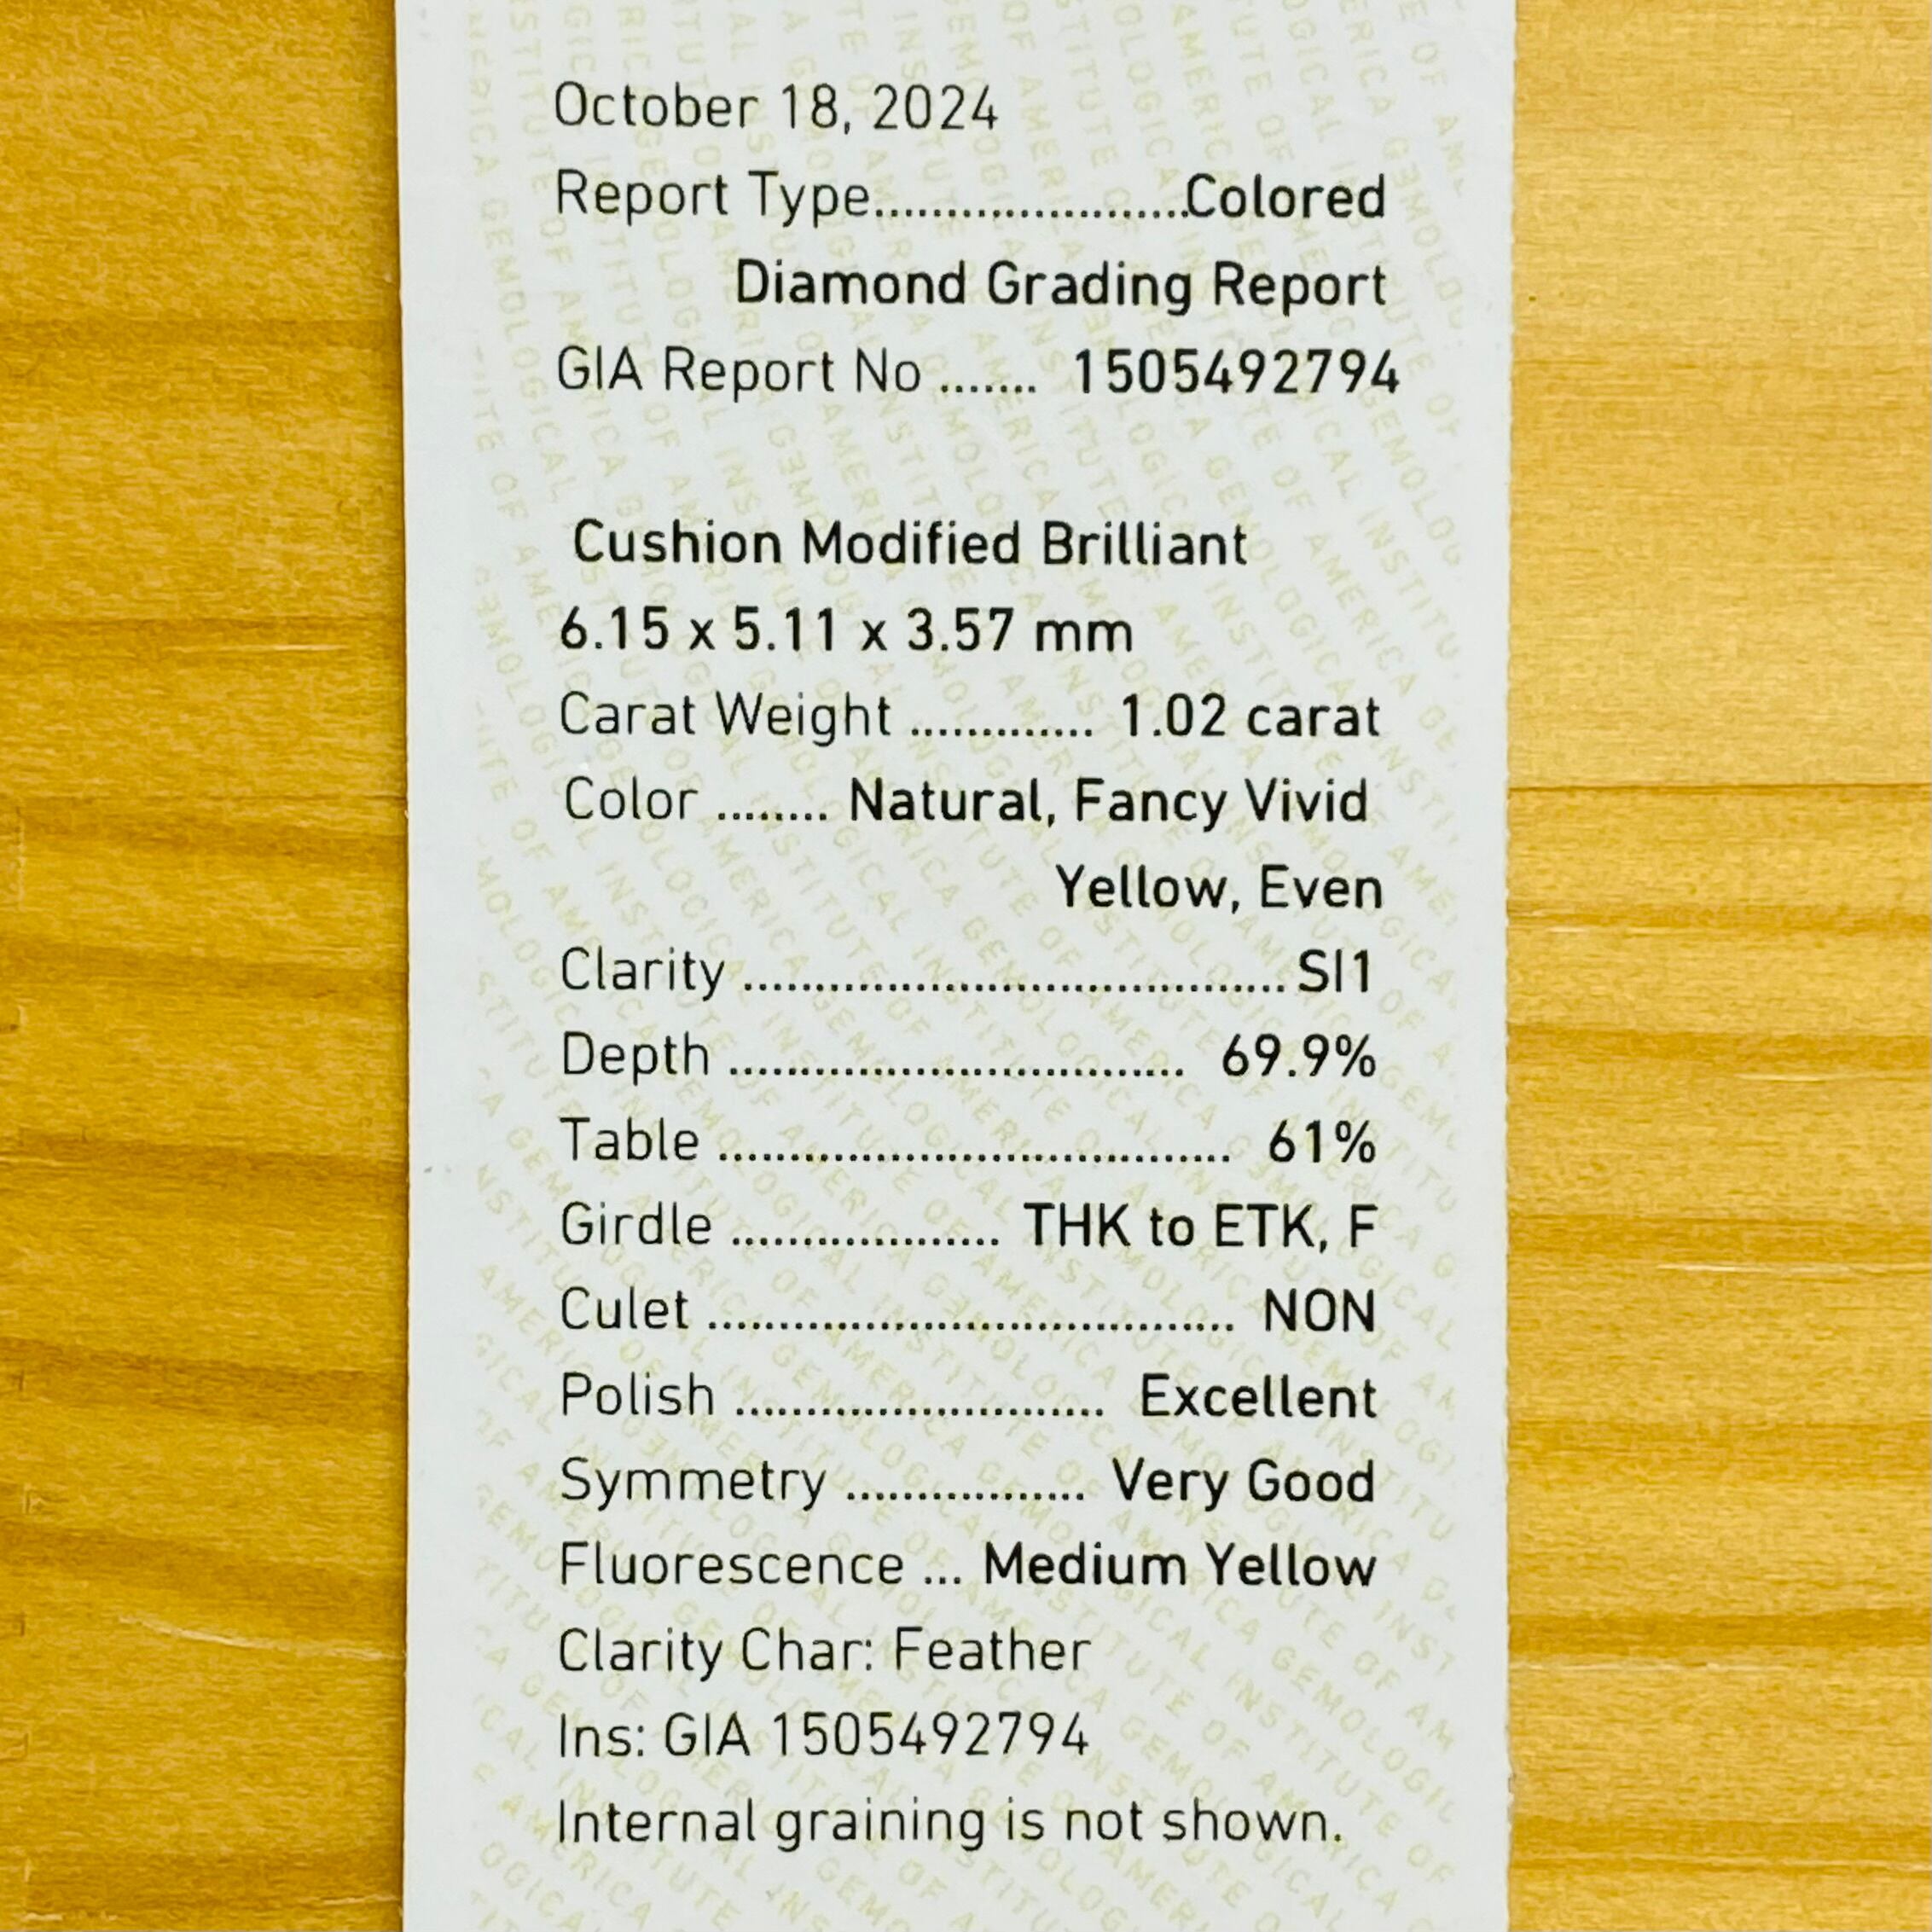 October 18, 2024
Report Type........................Colored
Diamond Grading Report
GIA Report No ....... 1505492794
Cushion Modified Brilliant
6.15 x 5.11 x 3.57 mm
Carat Weight ............. 1.02 carat
Color ........ Natural, Fancy Vivid
Yellow, Even
Clarity ....................................... SI1
Depth ................................. 69.9%
Table ..................................... 61%
Girdle ................... THK to ETK, F
Culet ...................................... NON
Polish .......................... Excellent
Symmetry ................. Very Good
Fluorescence ... Medium Yellow
Clarity Char: Feather
Ins: GIA 1505492794
Internal graining is not shown.